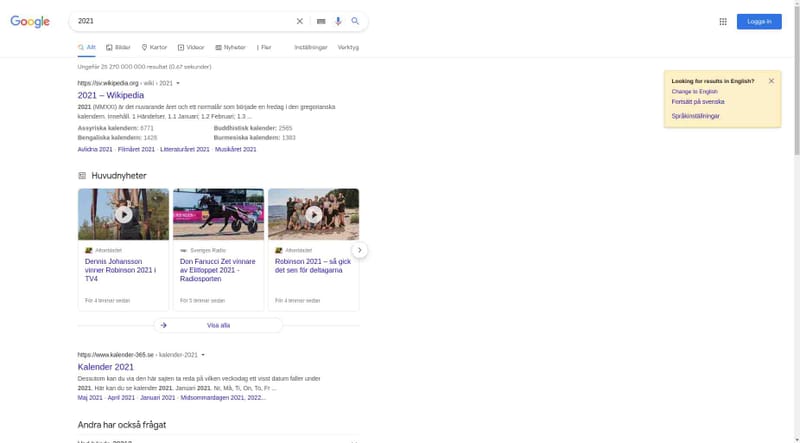 Google
2021
Logga in
Allt
Bilder
Kartor
Videor
Nyheter
Fler
Inställningar
Verktyg
Ungefär 25 270 000 000 resultat (0,67 sekunder)
https://sv.wikipedia.org › wiki › 2021
2021 – Wikipedia
2021 (MMXXI) är det nuvarande året och ett normalår som började en fredag i den gregorianska
kalendern. Innehåll. 1 Händelser. 1.1 Januari; 1.2 Februari; 1.3 ...
Assyriska kalendern: 6771
Buddhistisk kalender: 2565
Bengaliska kalendern: 1428
Burmesiska kalendern: 1383
Avlidna 2021 · Filmåret 2021 · Litteraturåret 2021 · Musikåret 2021
Looking for results in English?
Change to English
Fortsätt på svenska
Språkinställningar
Huvudnyheter
Aftonbladet
Dennis Johansson
vinner Robinson 2021 i
TV4
För 4 timmar sedan
Sveriges Radio
Don Fanucci Zet vinnare
av Elitloppet 2021 -
Radiosporten
För 5 timmar sedan
Aftonbladet
Robinson 2021 – så gick
det sen för deltagarna
För 4 timmar sedan
Visa alla
https://www.kalender-365.se › kalender-2021
Kalender 2021
Dessutom kan du via den här sajten ta reda på vilken veckodag ett visst datum faller under
2021. Här kan du se kalender 2021. Januari 2021. Nr, Må, Ti, On, To, Fr ...
Maj 2021 · April 2021 · Januari 2021 · Midsommardagen 2021, 2022...
Andra har också frågat